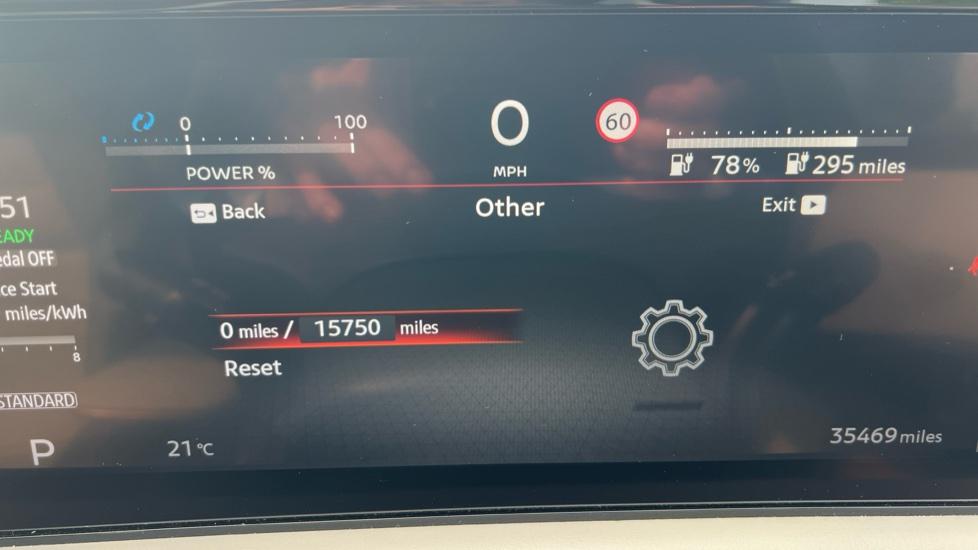 0 100
POWER %
0
MPH
60
78% 295 miles
Back Other Exit
51
EADY
edal OFF
ce Start
miles/kWh
8
STANDARD
0 miles / 15750 miles
Reset
P 21°C 35469 miles